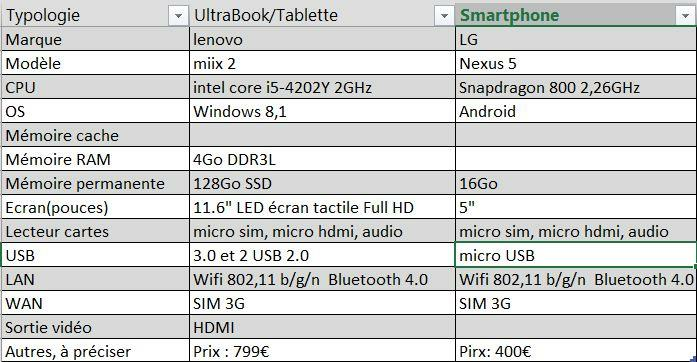 Typologie UltraBook/Tablette Smartphone
Marque lenovo LG
Modèle miix 2 Nexus 5
CPU intel core i5-4202Y 2GHz Snapdragon 800 2,26GHz
OS Windows 8,1 Android
Mémoire cache
Mémoire RAM 4Go DDR3L
Mémoire permanente 128Go SSD 16Go
Ecran(pouces) 11.6" LED écran tactile Full HD 5"
Lecteur cartes micro sim, micro hdmi, audio micro sim, micro hdmi, audio
USB 3.0 et 2 USB 2.0 micro USB
LAN Wifi 802,11 b/g/n Bluetooth 4.0 Wifi 802,11 b/g/n Bluetooth 4.0
WAN SIM 3G SIM 3G
Sortie vidéo HDMI
Autres, à préciser Prix : 799€ Pirx: 400€